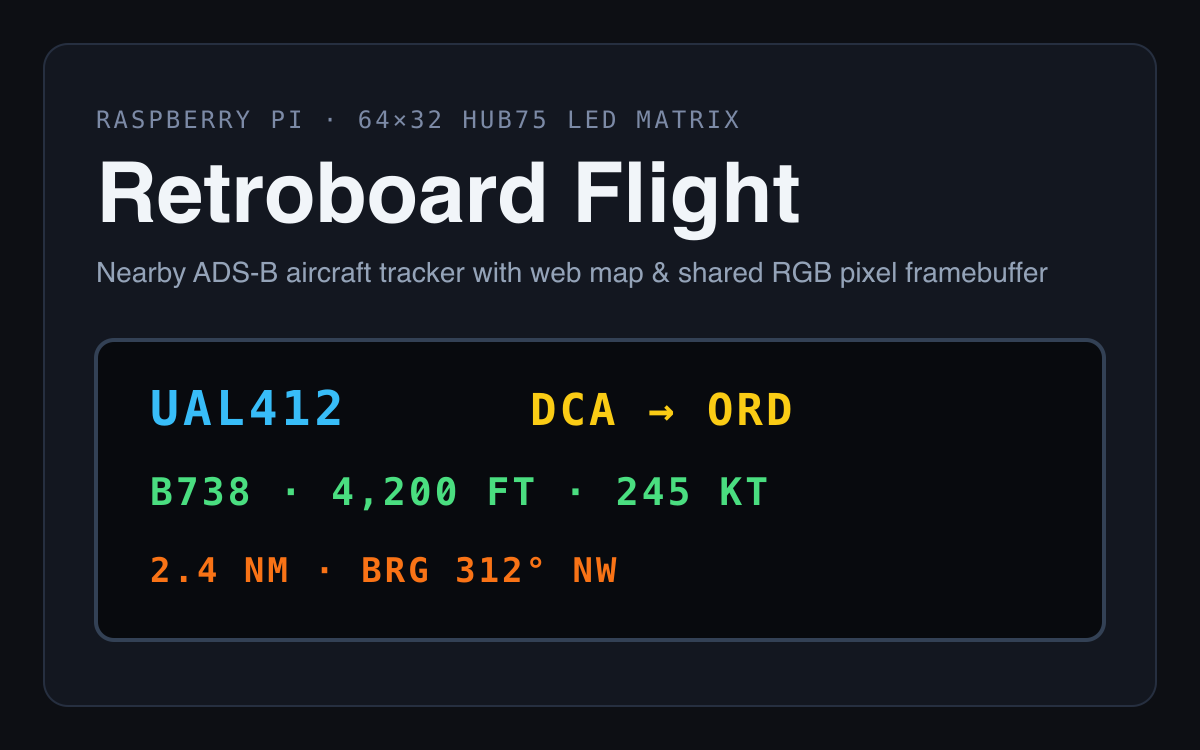 RASPBERRY PI · 64×32 HUB75 LED MATRIX
Retroboard Flight
Nearby ADS-B aircraft tracker with web map & shared RGB pixel framebuffer
UAL412 DCA → ORD
B738 · 4,200 FT · 245 KT
2.4 NM · BRG 312° NW